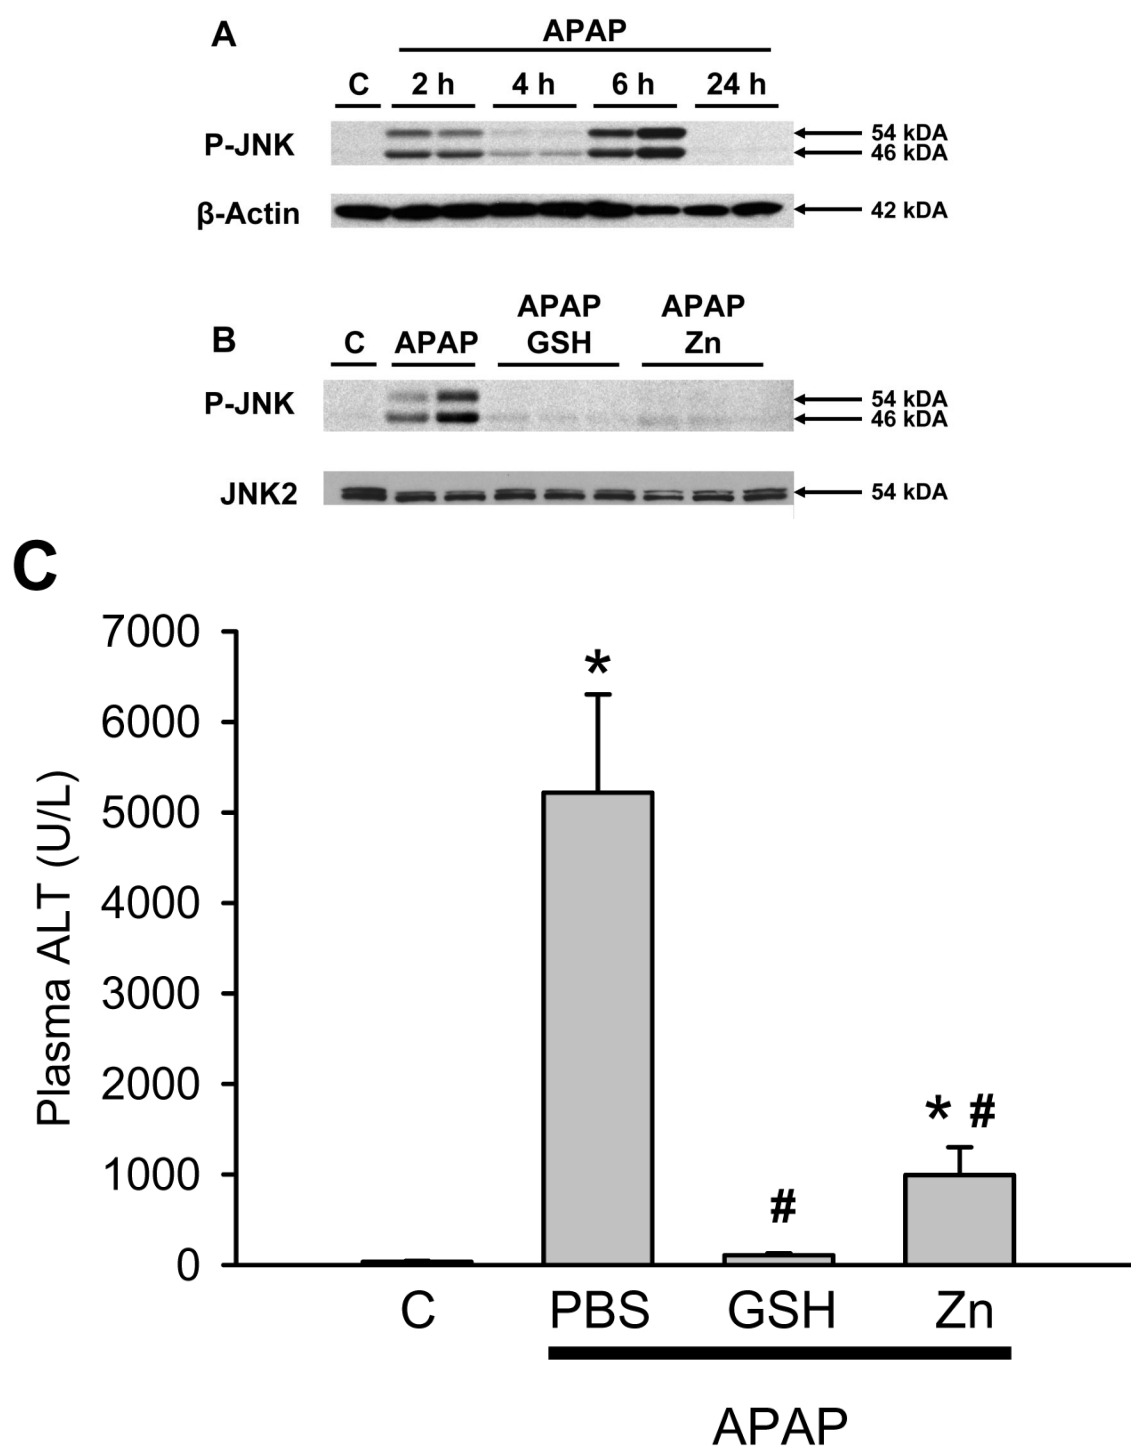 A
APAP
C 2 h 4 h 6 h 24 h
P-JNK
54 kDA
46 kDA
β-Actin
42 kDA
B
C APAP APAP GSH APAP Zn
P-JNK
54 kDA
46 kDA
JNK2
54 kDA
C
Plasma ALT (U/L)
7000
*
6000
5000
4000
3000
2000
* #
1000
#
0
C PBS GSH Zn
APAP